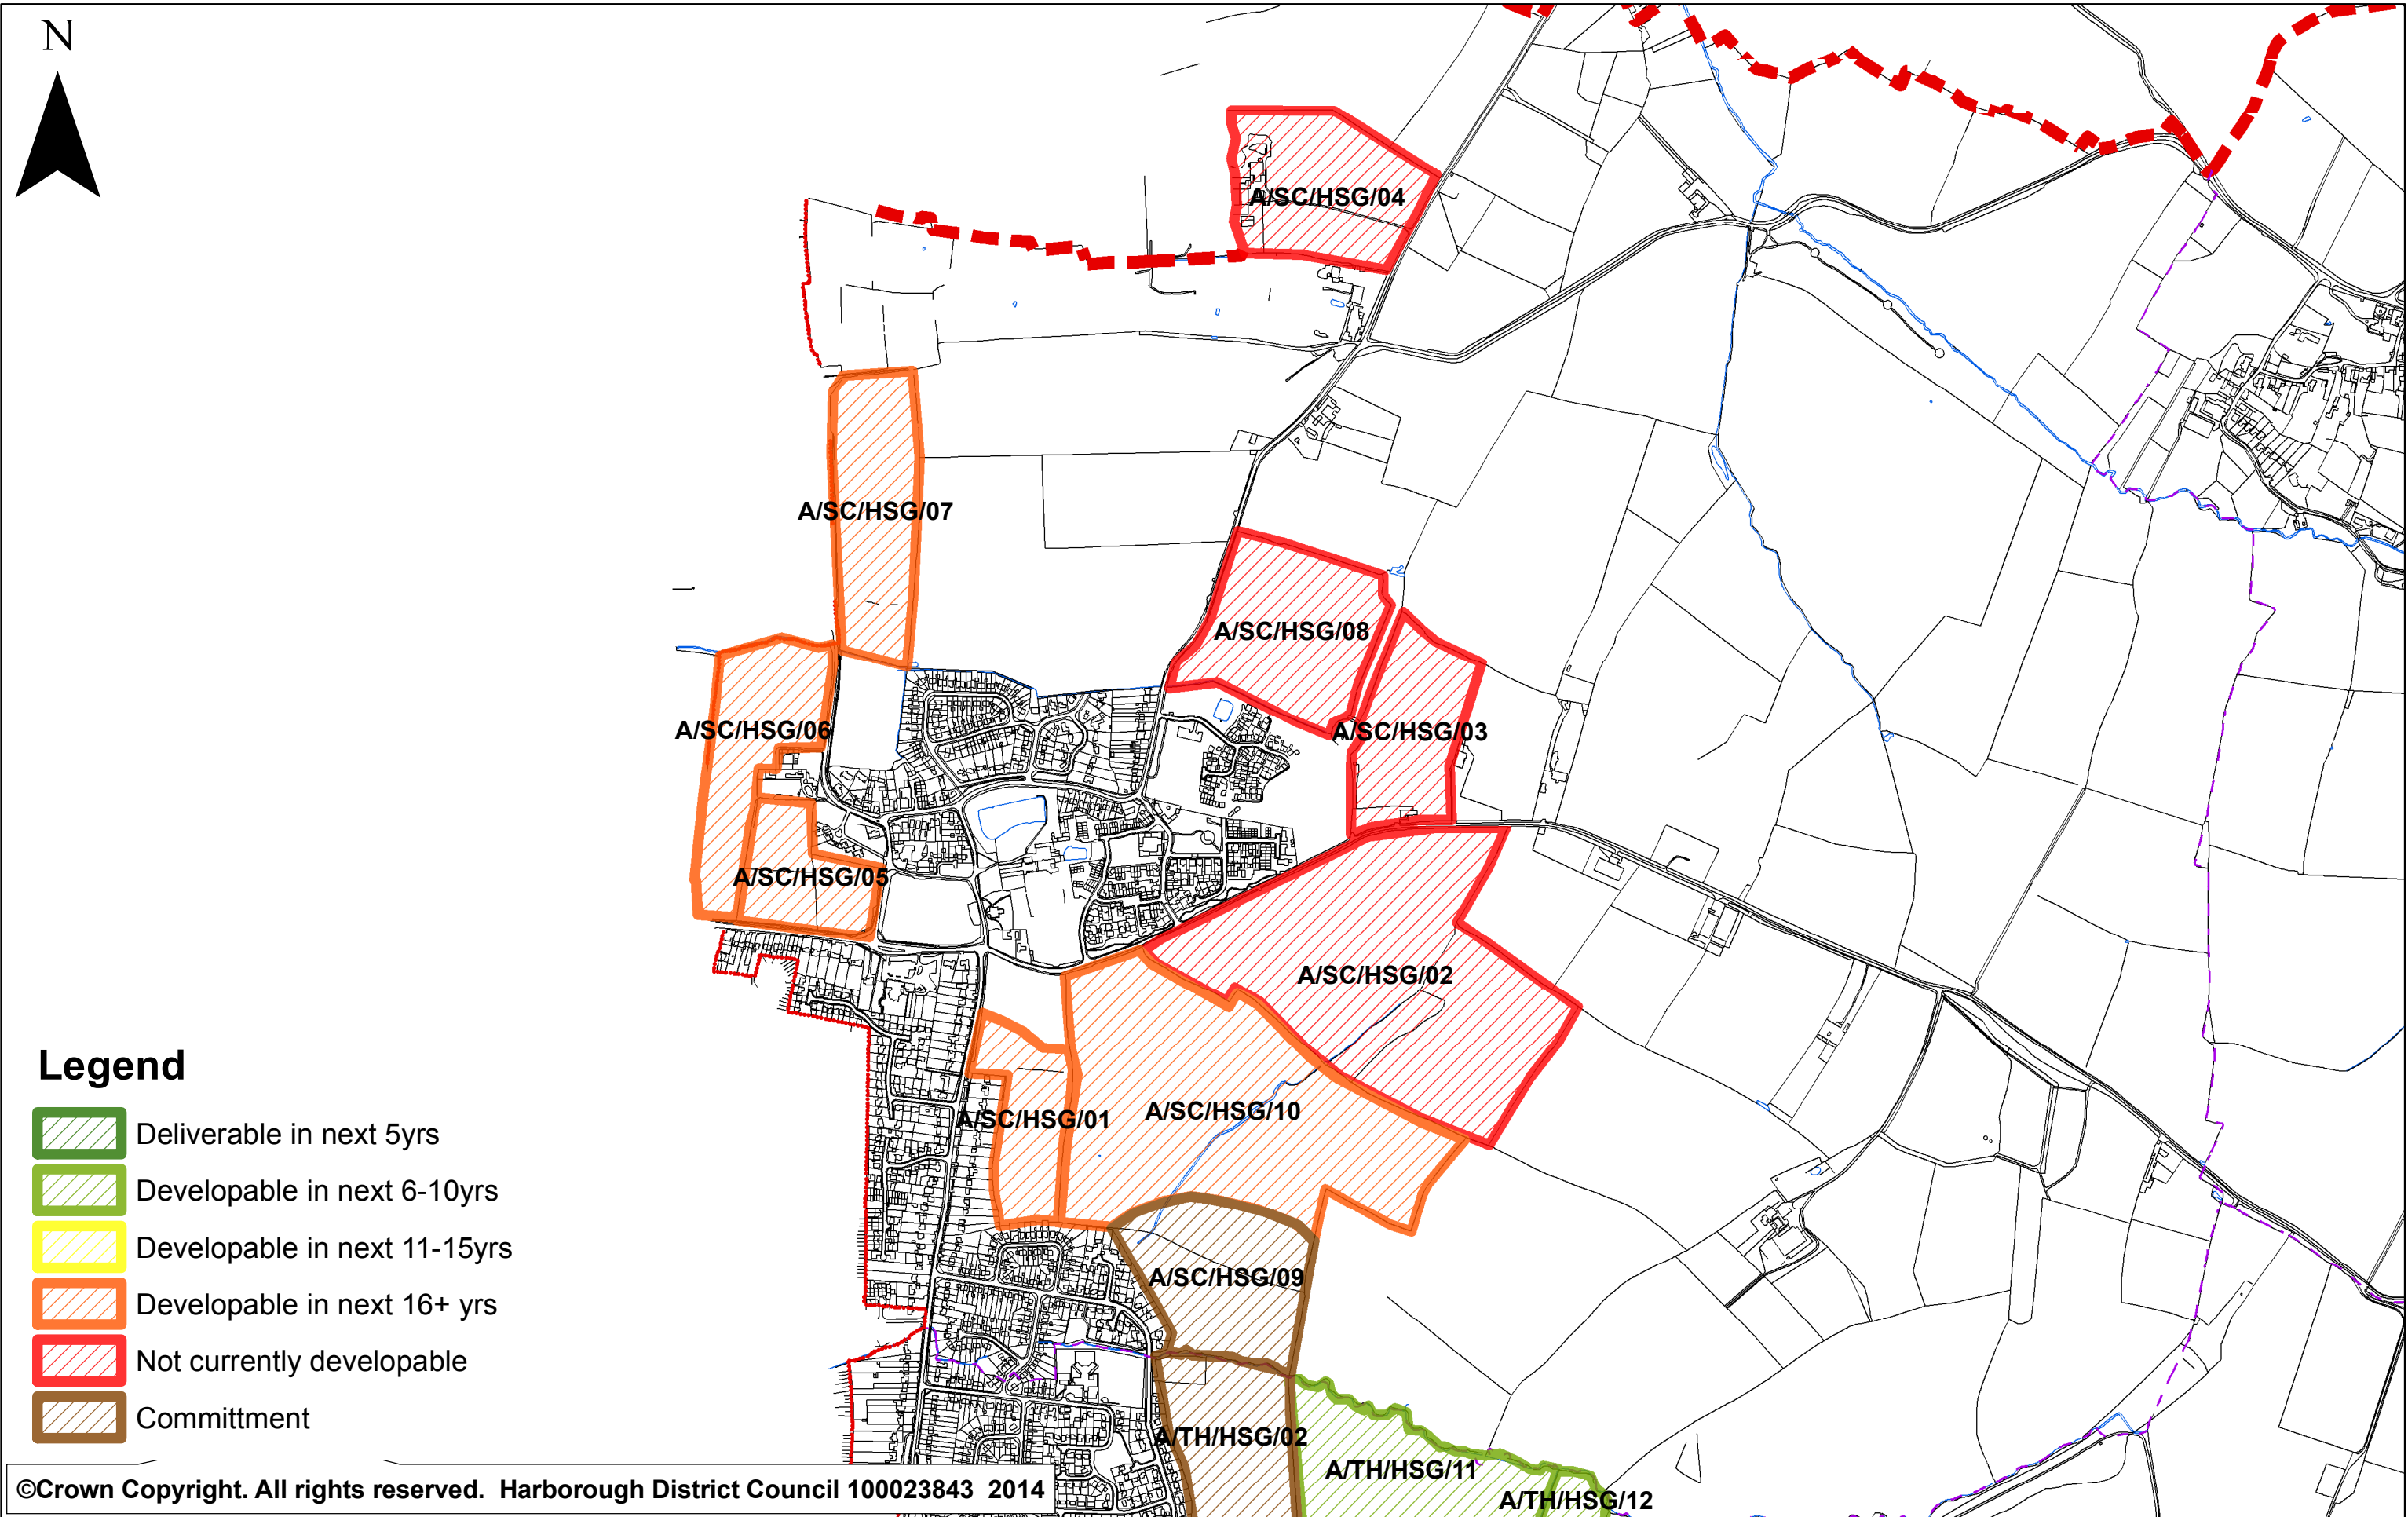 N
A/SC/HSG/04
A/SC/HSG/07
A/SC/HSG/08
A/SC/HSG/06
A/SC/HSG/03
A/SC/HSG/05
A/SC/HSG/02
A/SC/HSG/10
A/SC/HSG/01
A/SC/HSG/09
A/TH/HSG/02
A/TH/HSG/11
A/TH/HSG/12
Legend
Deliverable in next 5yrs
Developable in next 6-10yrs
Developable in next 11-15yrs
Developable in next 16+ yrs
Not currently developable
Committment
©Crown Copyright. All rights reserved. Harborough District Council 100023843 2014